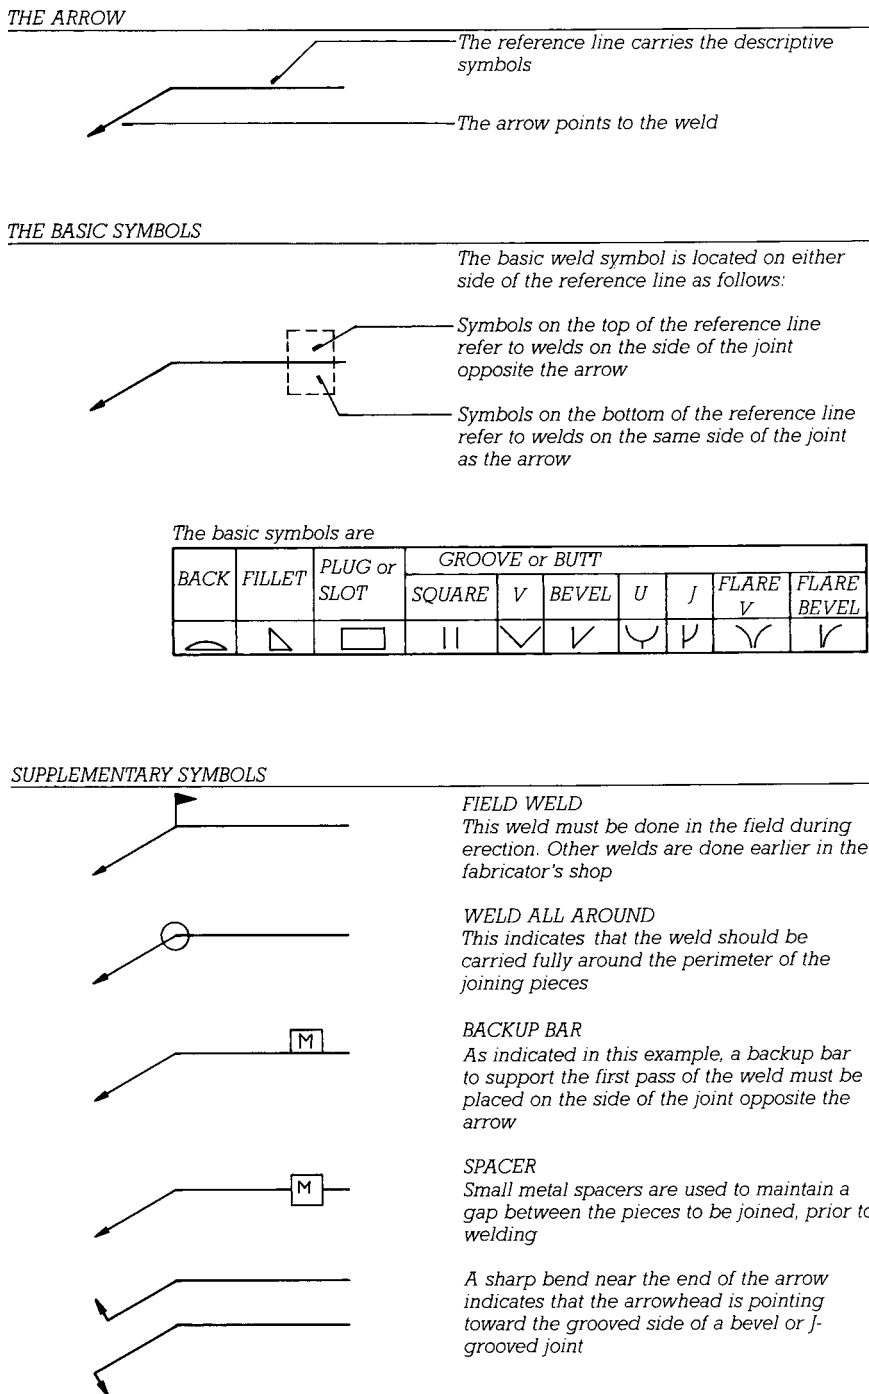 THE ARROW
The reference line carries the descriptive
symbols
The arrow points to the weld
THE BASIC SYMBOLS
The basic weld symbol is located on either
side of the reference line as follows:
Symbols on the top of the reference line
refer to welds on the side of the joint
opposite the arrow
Symbols on the bottom of the reference line
refer to welds on the same side of the joint
as the arrow
The basic symbols are
BACK
FILLET
PLUG or
SLOT
GROOVE or BUTT
SQUARE
V
BEVEL
U
J
FLARE
V
FLARE
BEVEL
SUPPLEMENTARY SYMBOLS
FIELD WELD
This weld must be done in the field during
erection. Other welds are done earlier in the
fabricator's shop
WELD ALL AROUND
This indicates that the weld should be
carried fully around the perimeter of the
joining pieces
M
BACKUP BAR
As indicated in this example, a backup bar
to support the first pass of the weld must be
placed on the side of the joint opposite the
arrow
M
SPACER
Small metal spacers are used to maintain a
gap between the pieces to be joined, prior to
welding
A sharp bend near the end of the arrow
indicates that the arrowhead is pointing
toward the grooved side of a bevel or J-
grooved joint